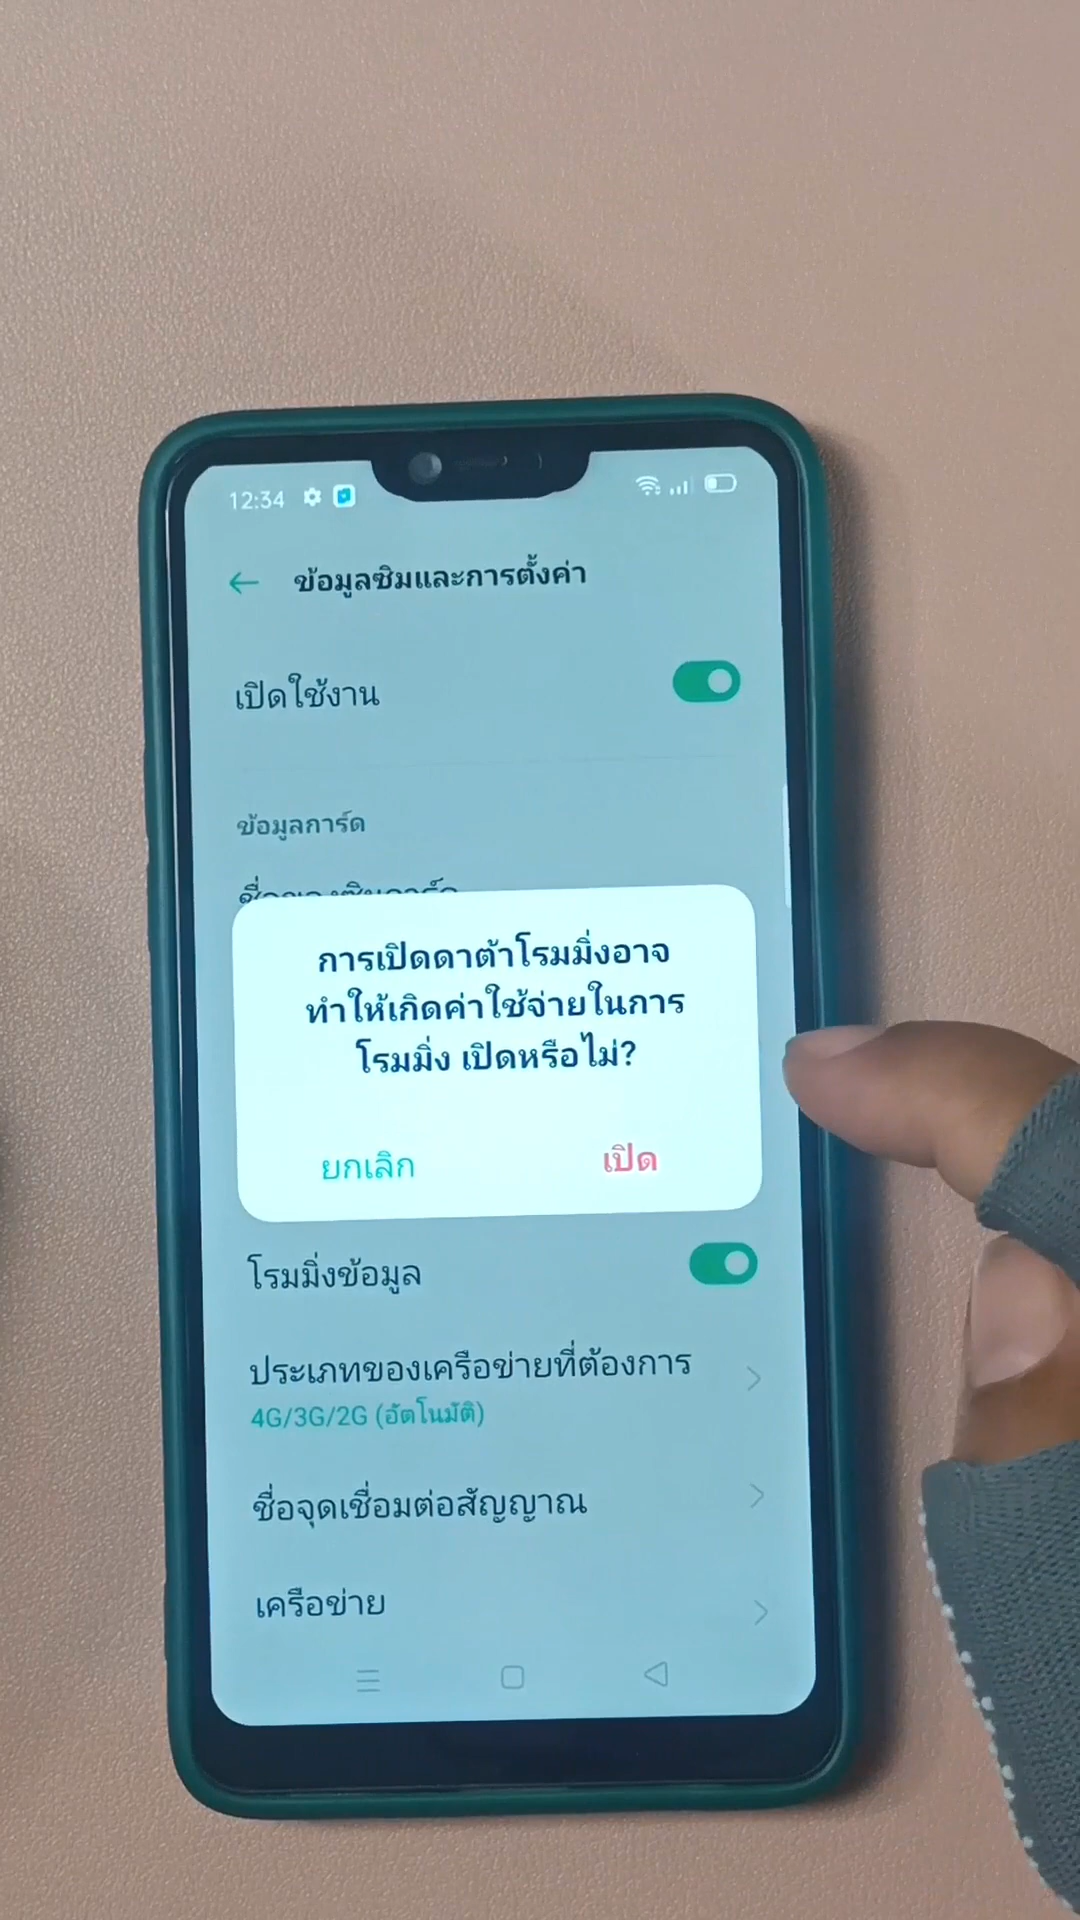 12:34
ข้อมูลซิมและการตั้งค่า
เปิดใช้งาน
ข้อมูลการ์ด
การเปิดดาต้าโรมมิ่งอาจ
ทำให้เกิดค่าใช้จ่ายในการ
โรมมิ่ง เปิดหรือไม่?
ยกเลิก
เปิด
โรมมิ่งข้อมูล
ประเภทของเครือข่ายที่ต้องการ
4G/3G/2G (อัตโนมัติ)
ชื่อจุดเชื่อมต่อสัญญาณ
เครือข่าย